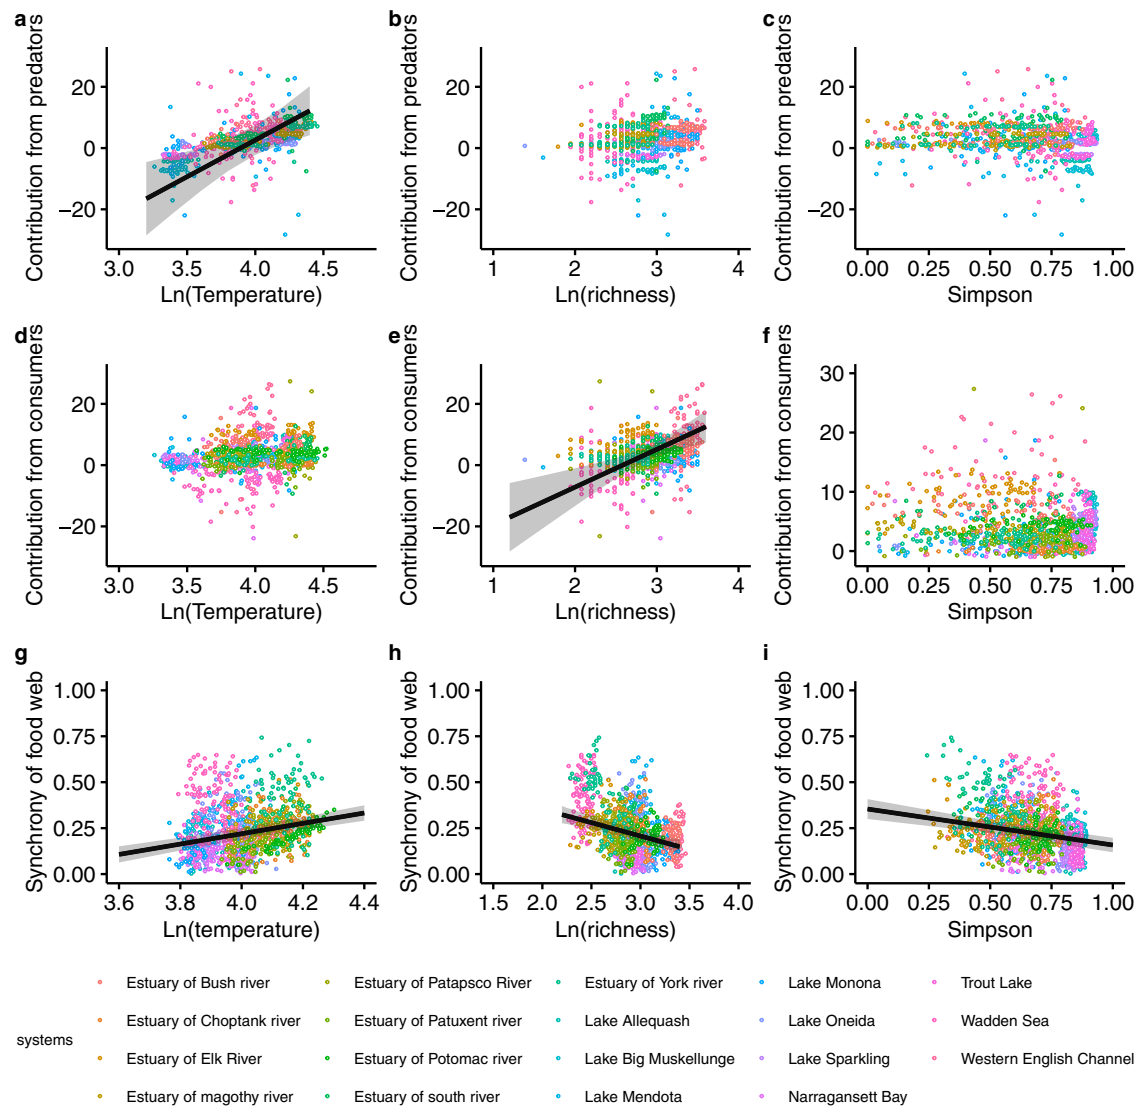 a
b
c
Contribution from predators
20
0
−20
3.0 3.5 4.0 4.5
Ln(Temperature)
Contribution from predators
20
0
−20
1 2 3 4
Ln(richness)
Contribution from predators
20
0
−20
0.00 0.25 0.50 0.75 1.00
Simpson
d
e
f
Contribution from consumers
20
0
−20
3.0 3.5 4.0 4.5
Ln(Temperature)
Contribution from consumers
20
0
−20
1 2 3 4
Ln(richness)
Contribution from consumers
30
20
10
0
0.00 0.25 0.50 0.75 1.00
Simpson
g
h
i
Synchrony of food web
1.00
0.75
0.50
0.25
0.00
3.6 3.8 4.0 4.2 4.4
Ln(temperature)
Synchrony of food web
1.00
0.75
0.50
0.25
0.00
1.5 2.0 2.5 3.0 3.5 4.0
Ln(richness)
Synchrony of food web
1.00
0.75
0.50
0.25
0.00
0.00 0.25 0.50 0.75 1.00
Simpson
systems
Estuary of Bush river
Estuary of Choptank river
Estuary of Elk River
Estuary of magothy river
Estuary of Patapsco River
Estuary of Patuxent river
Estuary of Potomac river
Estuary of south river
Estuary of York river
Lake Allequash
Lake Big Muskellunge
Lake Mendota
Lake Monona
Lake Oneida
Lake Sparkling
Narragansett Bay
Trout Lake
Wadden Sea
Western English Channel